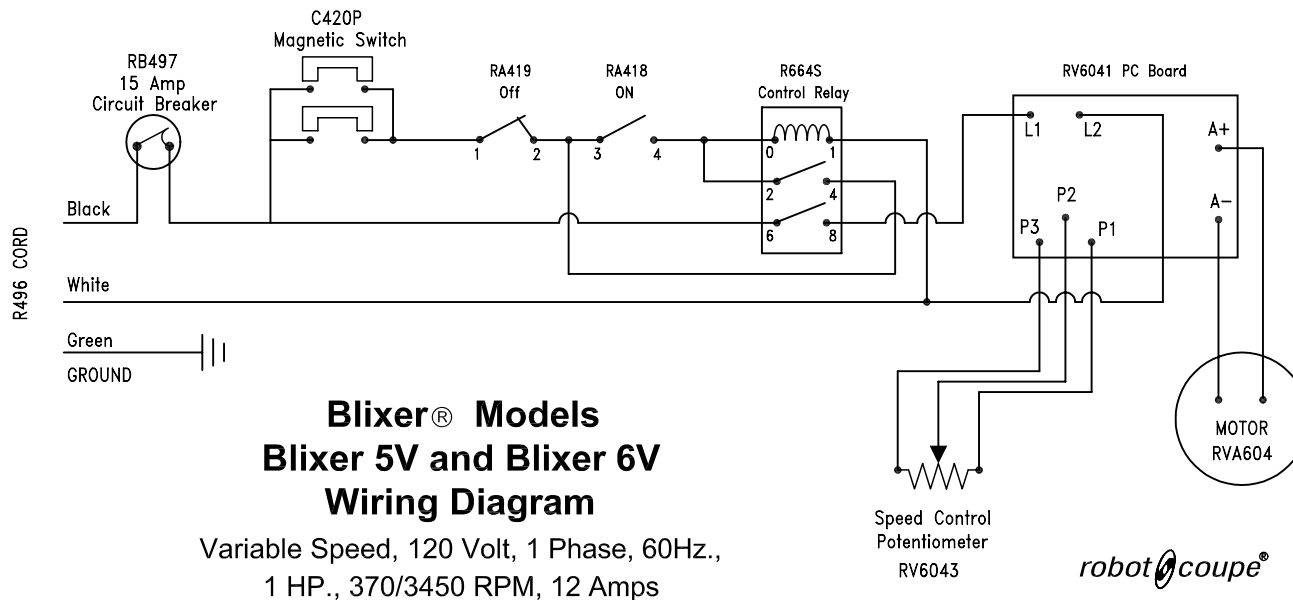 C420P
Magnetic Switch
RB497
15 Amp
Circuit Breaker
RA419
Off
RA418
ON
R664S
Control Relay
RV6041 PC Board
L1
L2
A+
A-
P2
P3
P1
1
2
3
4
0
1
2
4
6
8
Black
White
Green
GROUND
R496 CORD
MOTOR
RVA604
Speed Control
Potentiometer
RV6043
Blixer® Models
Blixer 5V and Blixer 6V
Wiring Diagram
Variable Speed, 120 Volt, 1 Phase, 60Hz.,
1 HP., 370/3450 RPM, 12 Amps
robot coupe®